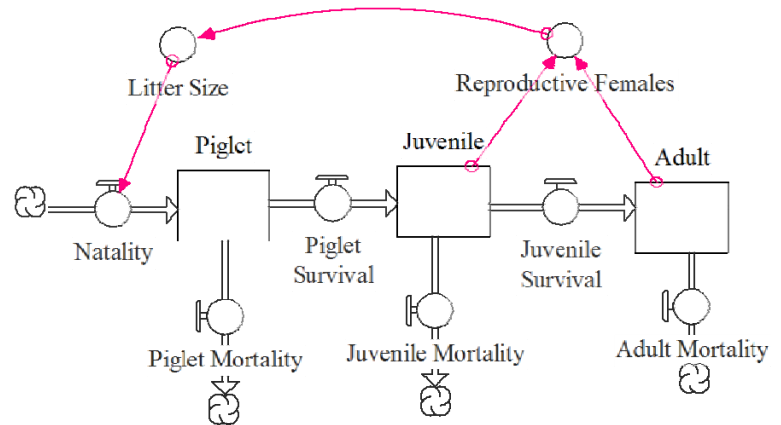 Litter Size
Reproductive Females
Piglet
Juvenile
Adult
Natality
Piglet
Survival
Juvenile
Survival
Piglet Mortality
Juvenile Mortality
Adult Mortality